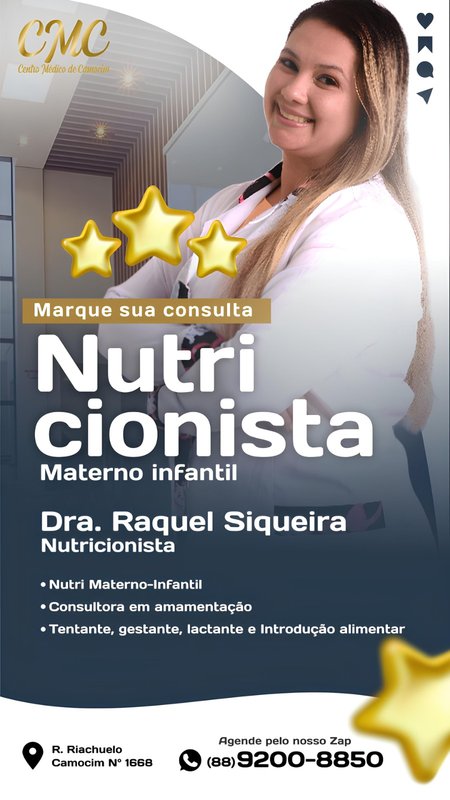 CMC
Centro Médico de Camocim
Marque sua consulta
Nutri
cionista
Materno infantil
Dra. Raquel Siqueira
Nutricionista
• Nutri Materno-Infantil
• Consultora em amamentação
• Tentante, gestante, lactante e Introdução alimentar
R. Riachuelo
Camocim Nº 1668
Agende pelo nosso Zap
(88)9200-8850